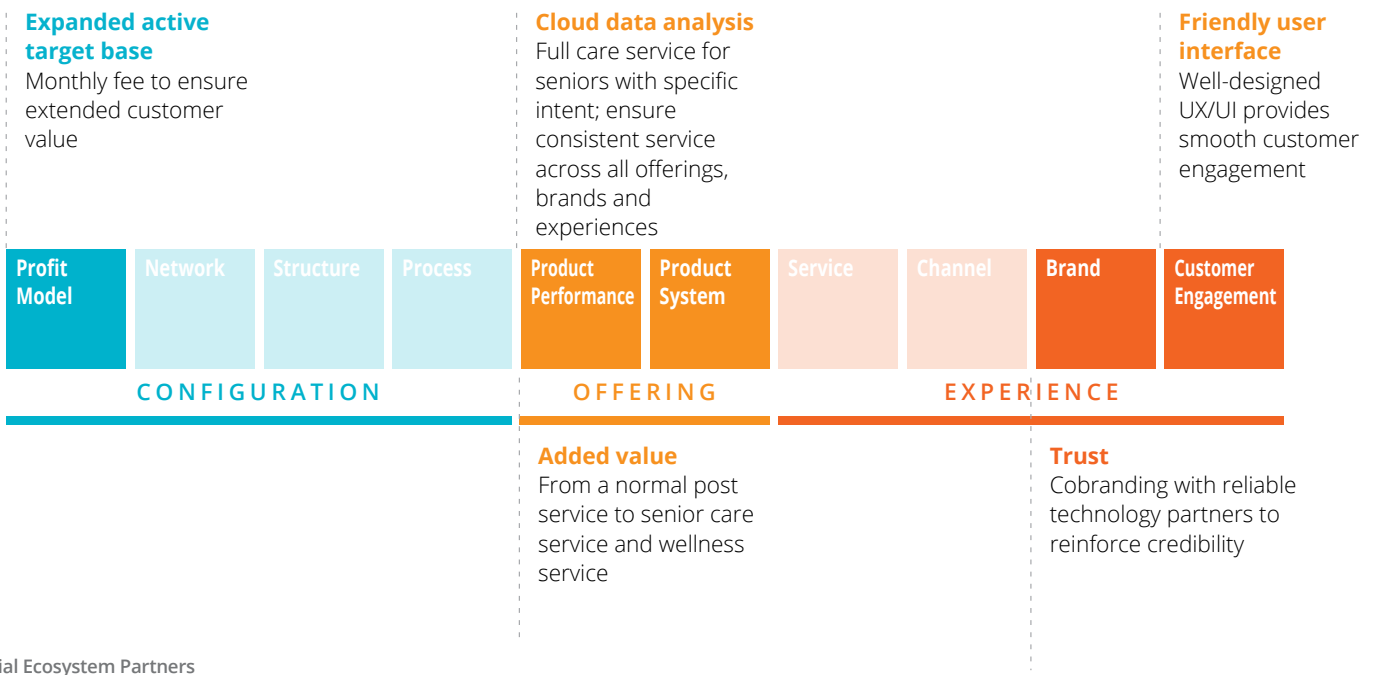 Expanded active
target base
Monthly fee to ensure
extended customer
value
Cloud data analysis
Full care service for
seniors with specific
intent; ensure
consistent service
across all offerings,
brands and
experiences
Friendly user
interface
Well-designed
UX/UI provides
smooth customer
engagement
Profit
Model
Network
Structure
Process
Product
Performance
Product
System
Service
Channel
Brand
Customer
Engagement
CONFIGURATION
OFFERING
EXPERIENCE
Added value
From a normal post
service to senior care
service and wellness
service
Trust
Cobranding with reliable
technology partners to
reinforce credibility
ial Ecosystem Partners